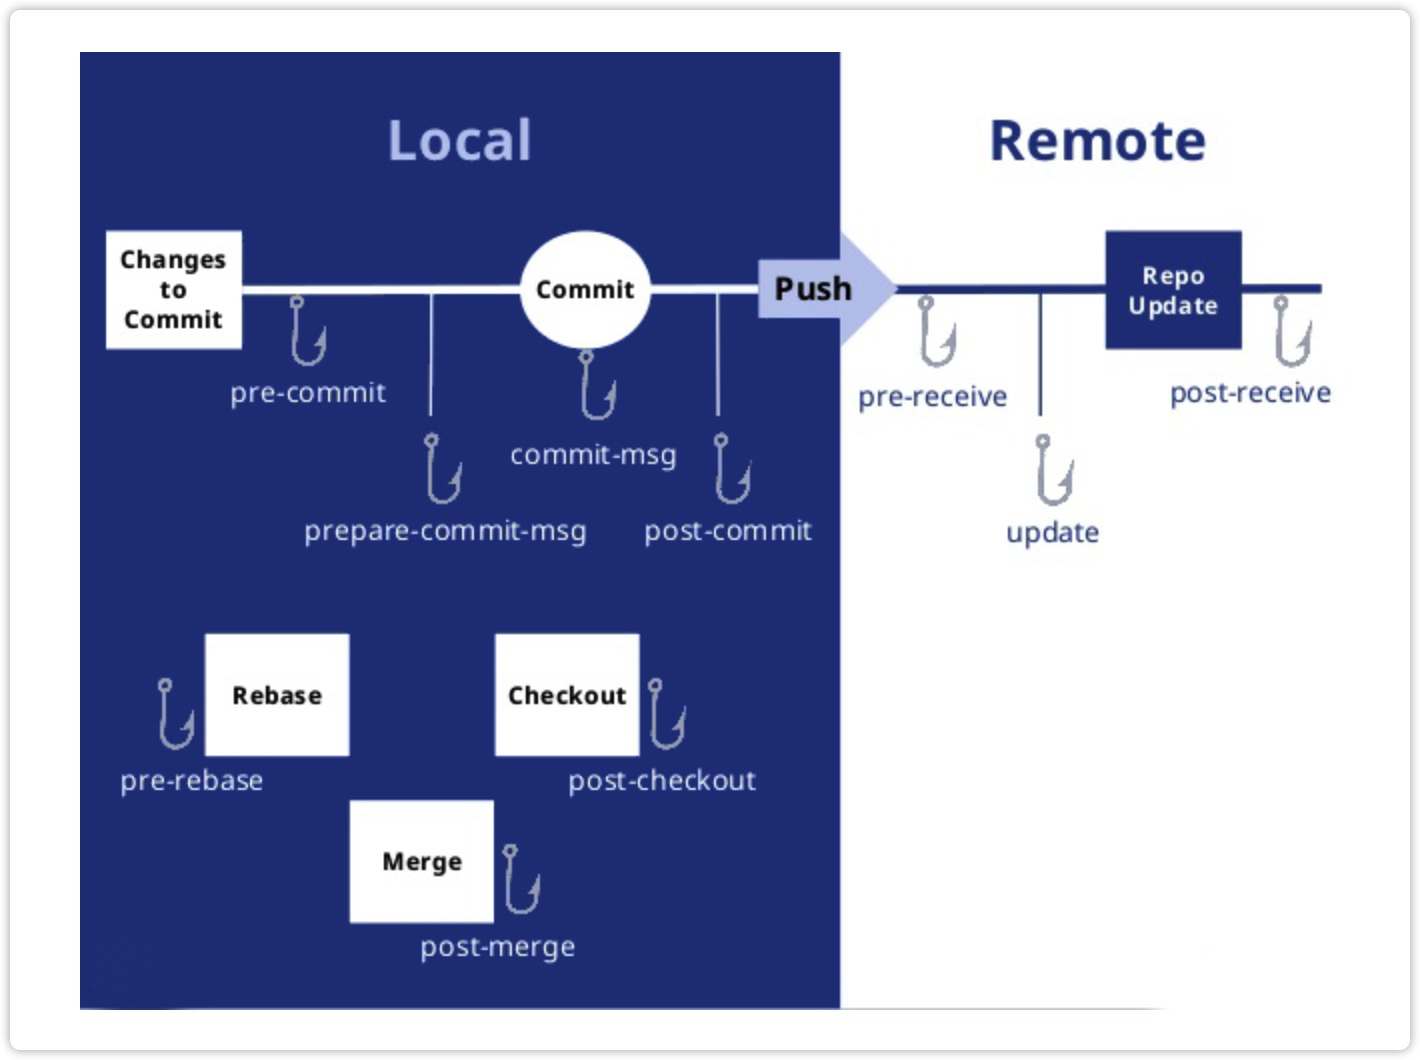 Local
Remote
Changes
to
Commit
Commit
Push
Repo
Update
pre-commit
commit-msg
prepare-commit-msg
post-commit
pre-receive
update
post-receive
Rebase
Checkout
pre-rebase
post-checkout
Merge
post-merge